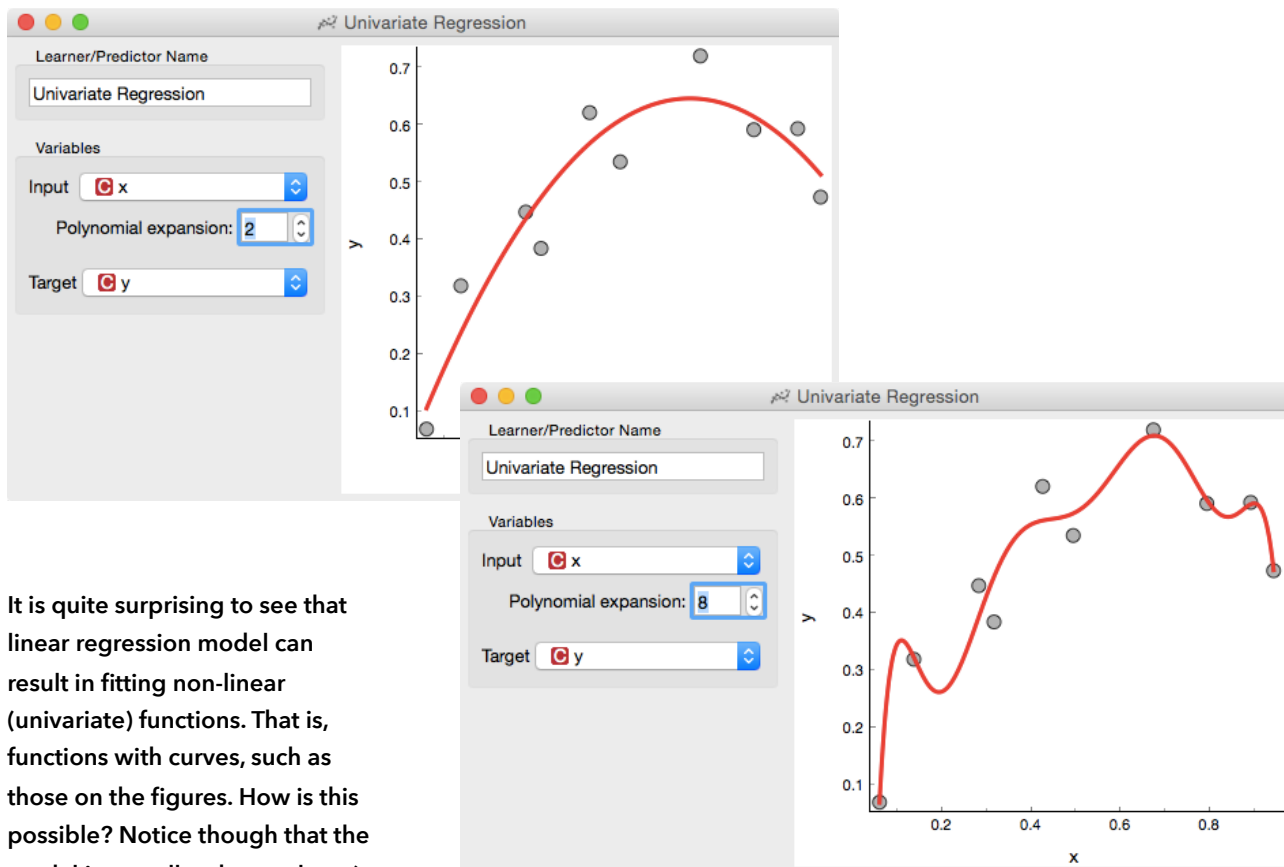 Univariate Regression
Learner/Predictor Name
Univariate Regression
Variables
Input C x
Polynomial expansion: 2
Target C y
0.7
0.6
0.5
0.4
0.3
0.2
0.1
y
Univariate Regression
Learner/Predictor Name
Univariate Regression
Variables
Input C x
Polynomial expansion: 8
Target C y
0.7
0.6
0.5
0.4
0.3
0.2
0.1
y
0.2 0.4 0.6 0.8
x
It is quite surprising to see that
linear regression model can
result in fitting non-linear
(univariate) functions. That is,
functions with curves, such as
those on the figures. How is this
possible? Notice though that the